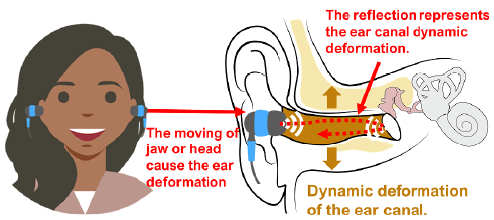 The reflection represents
the ear canal dynamic
deformation.
The moving of
jaw or head
cause the ear
deformation
Dynamic deformation
of the ear canal.